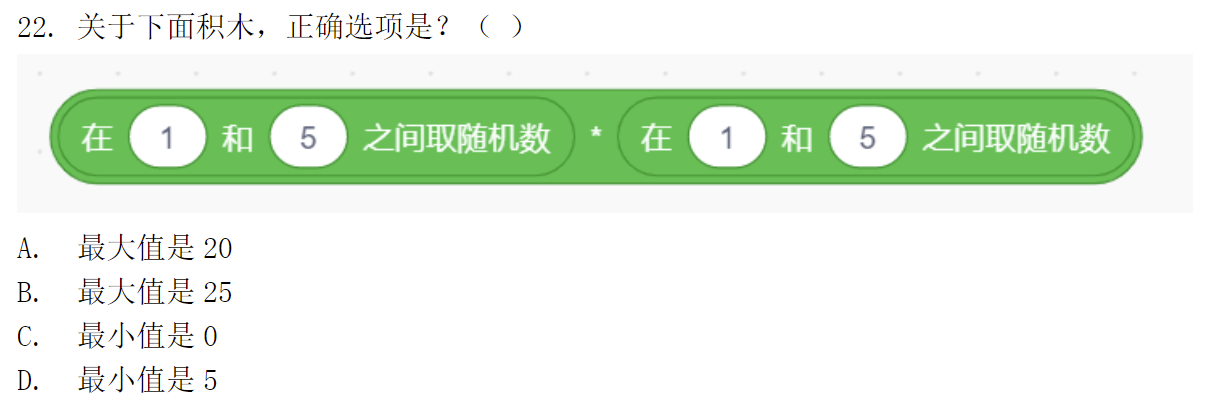 22. 关于下面积木，正确选项是？（ ）
在 1 和 5 之间取随机数 * 在 1 和 5 之间取随机数
A. 最大值是 20
B. 最大值是 25
C. 最小值是 0
D. 最小值是 5